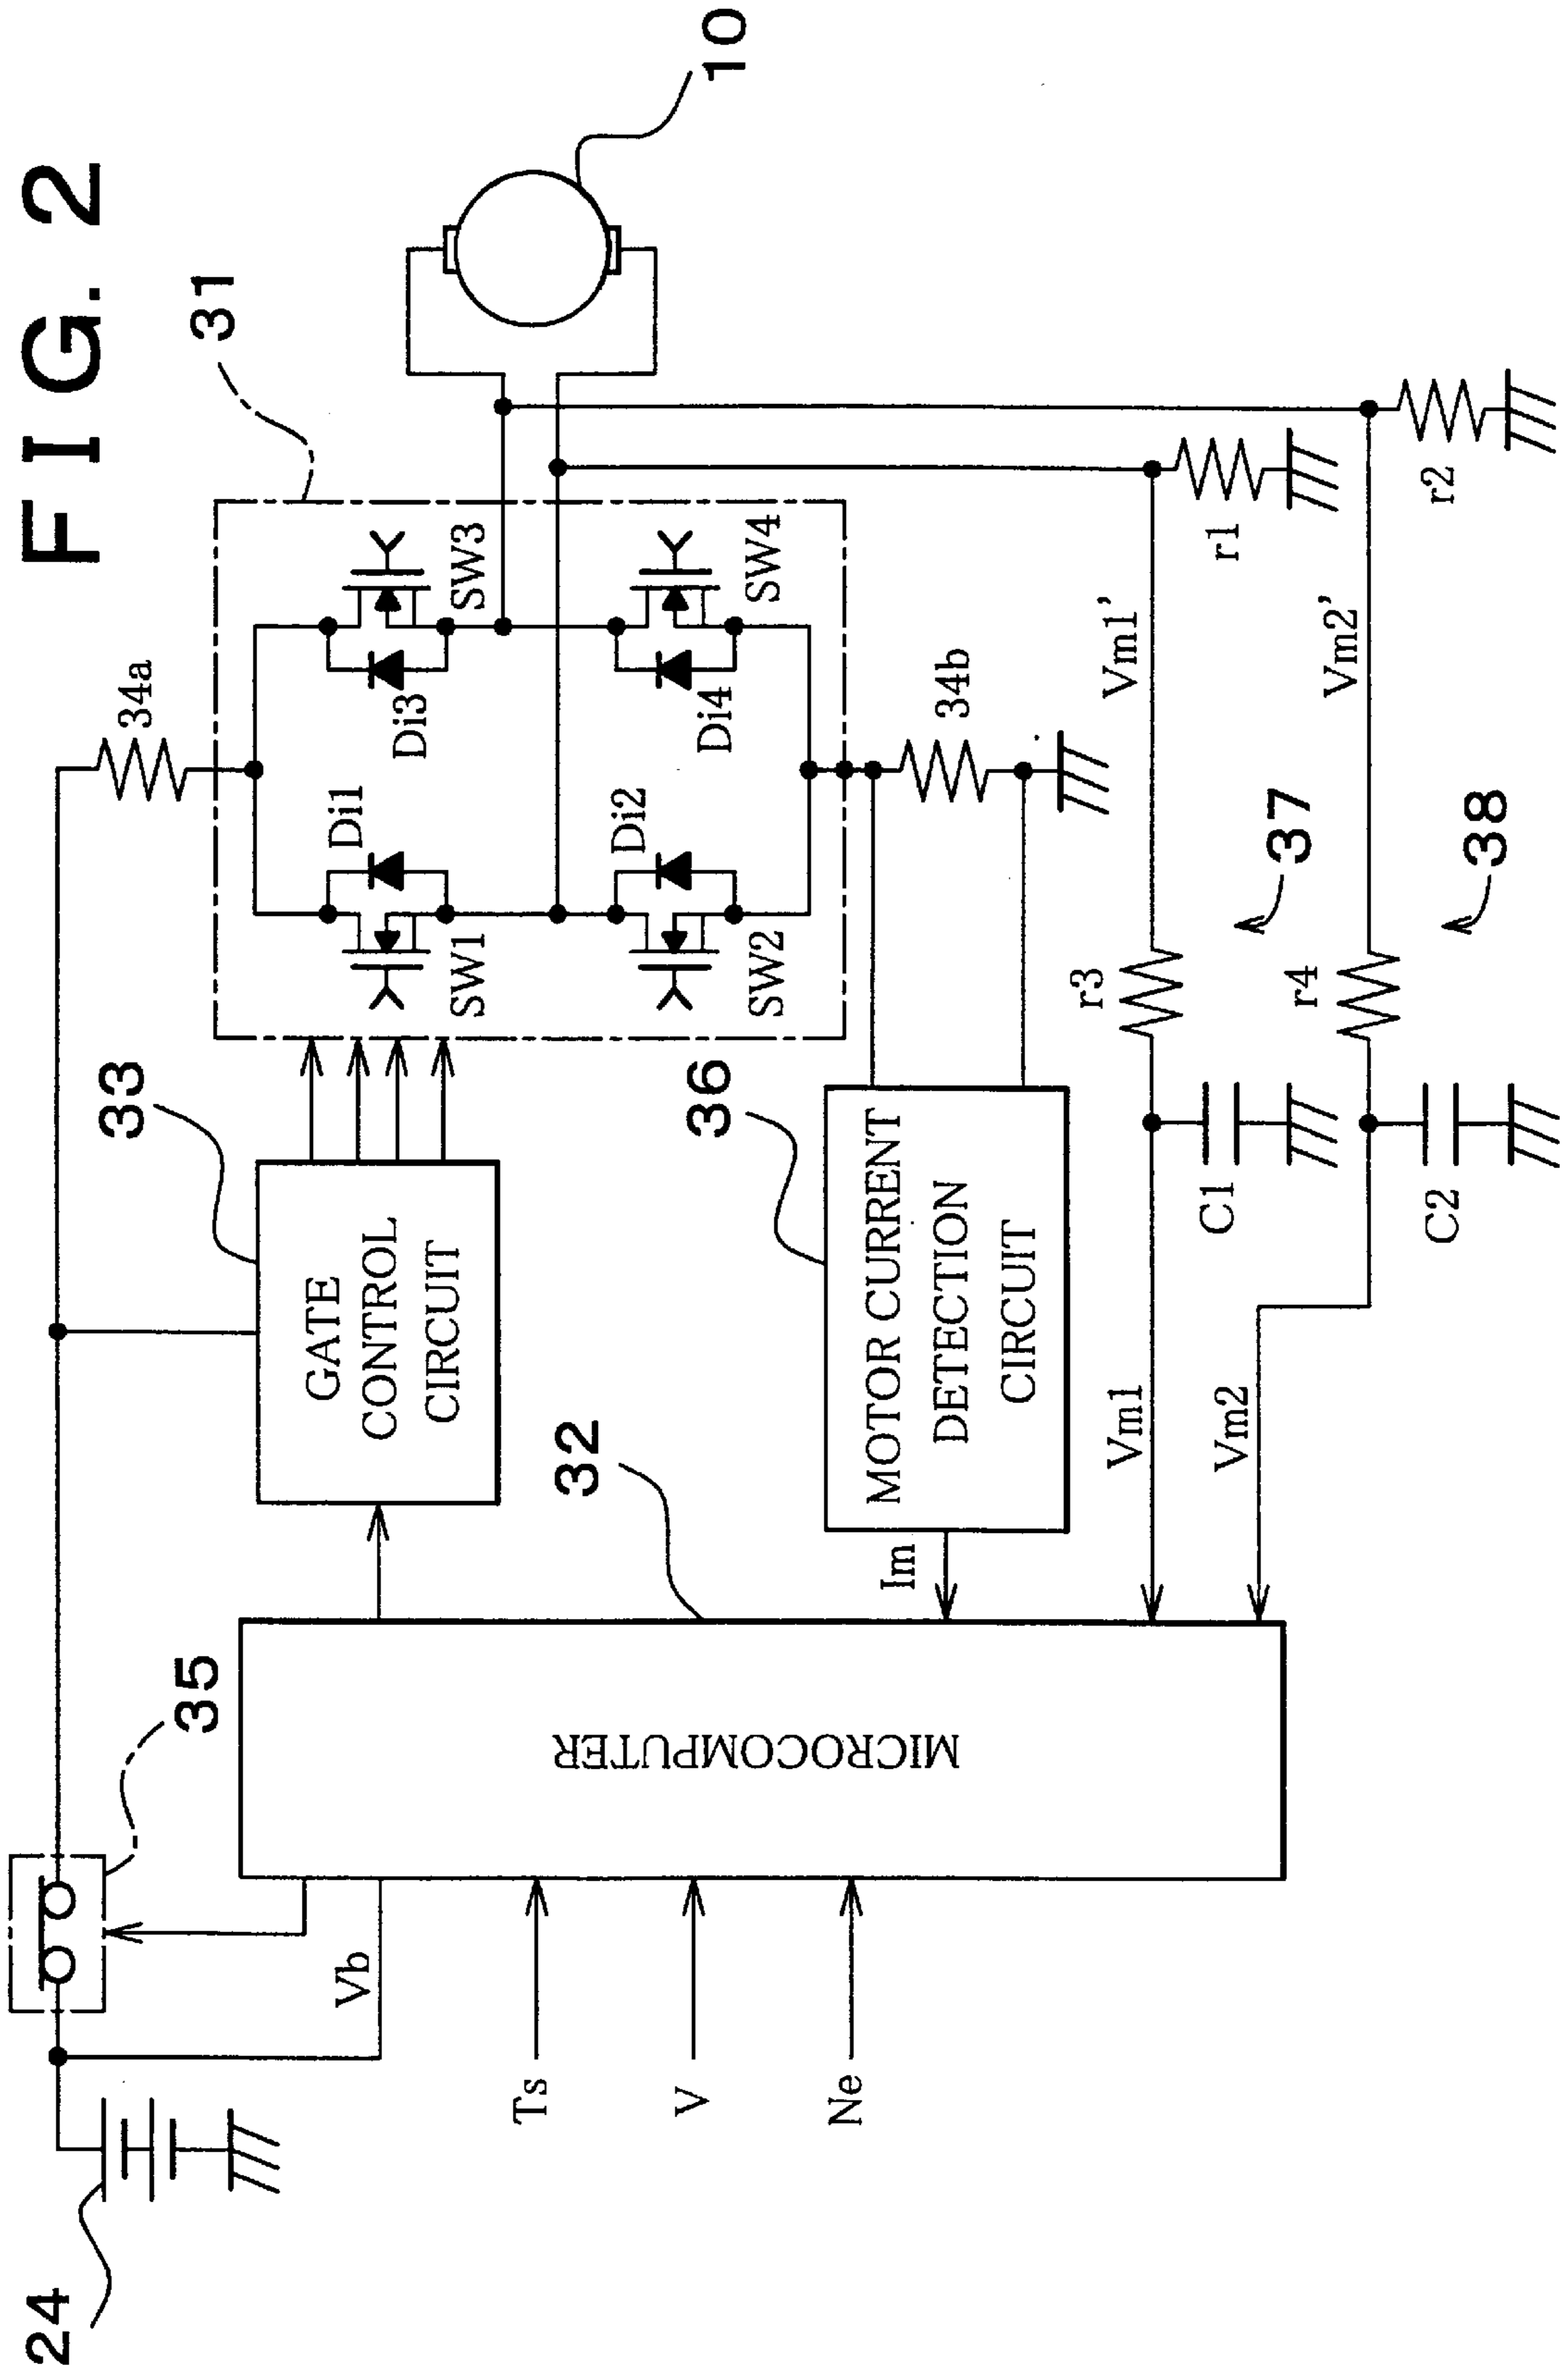 FIG. 2
24
35
Vb
Ts
V
Ne
MICROCOMPUTER
32
33
GATE
CONTROL
CIRCUIT
34a
31
Di1
Di3
SW1
SW3
Di2
Di4
SW2
SW4
10
34b
36
MOTOR CURRENT
DETECTION
CIRCUIT
Im
Vm1
r3
Vm1'
r1
C1
37
Vm2
r4
Vm2'
r2
C2
38